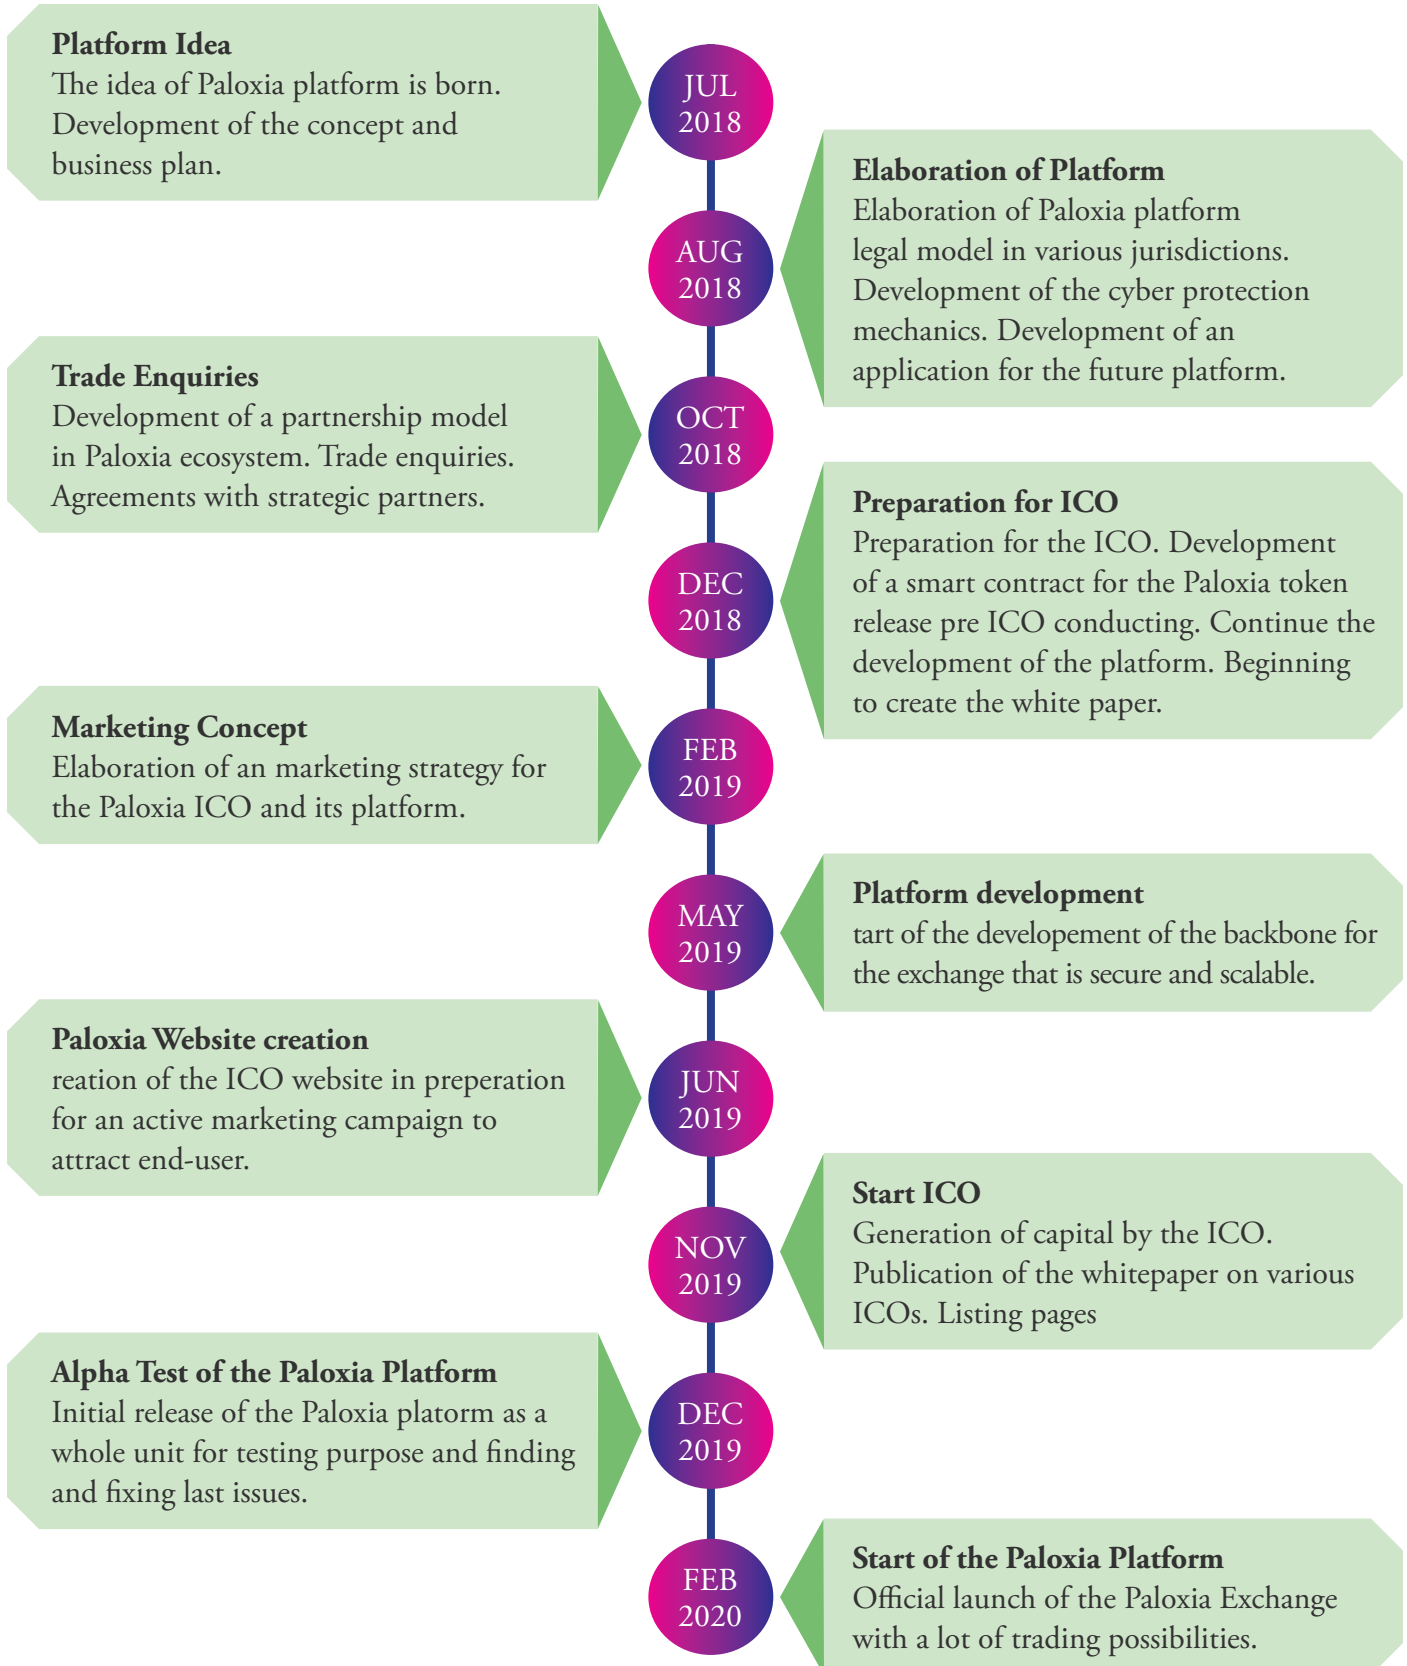 Platform Idea
The idea of Paloxia platform is born.
Development of the concept and
business plan.
JUL
2018
Elaboration of Platform
Elaboration of Paloxia platform
legal model in various jurisdictions.
Development of the cyber protection
mechanics. Development of an
application for the future platform.
AUG
2018
Trade Enquiries
Development of a partnership model
in Paloxia ecosystem. Trade enquiries.
Agreements with strategic partners.
OCT
2018
Preparation for ICO
Preparation for the ICO. Development
of a smart contract for the Paloxia token
release pre ICO conducting. Continue the
development of the platform. Beginning
to create the white paper.
DEC
2018
Marketing Concept
Elaboration of an marketing strategy for
the Paloxia ICO and its platform.
FEB
2019
Platform development
tart of the developement of the backbone for
the exchange that is secure and scalable.
MAY
2019
Paloxia Website creation
reation of the ICO website in preperation
for an active marketing campaign to
attract end-user.
JUN
2019
Start ICO
Generation of capital by the ICO.
Publication of the whitepaper on various
ICOs. Listing pages
NOV
2019
Alpha Test of the Paloxia Platform
Initial release of the Paloxia platorm as a
whole unit for testing purpose and finding
and fixing last issues.
DEC
2019
Start of the Paloxia Platform
Official launch of the Paloxia Exchange
with a lot of trading possibilities.
FEB
2020